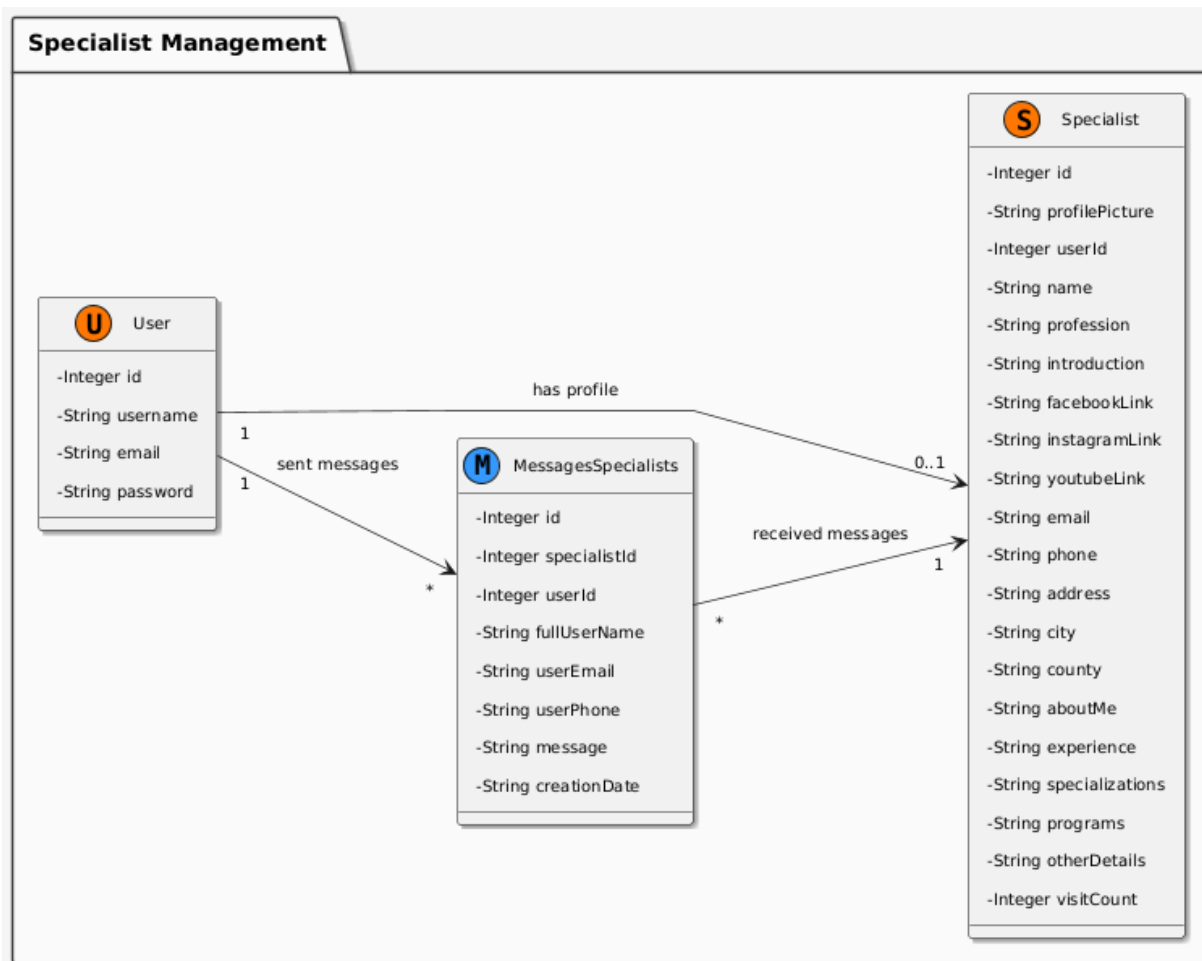 Specialist Management
S Specialist
-Integer id
-String profilePicture
-Integer userId
-String name
-String profession
-String introduction
-String facebookLink
-String instagramLink
-String youtubeLink
-String email
-String phone
-String address
-String city
-String county
-String aboutMe
-String experience
-String specializations
-String programs
-String otherDetails
-Integer visitCount
U User
-Integer id
-String username
-String email
-String password
has profile
1
0..1
sent messages
1
*
M MessagesSpecialists
-Integer id
-Integer specialistId
-Integer userId
-String fullUserName
-String userEmail
-String userPhone
-String message
-String creationDate
received messages
1
*